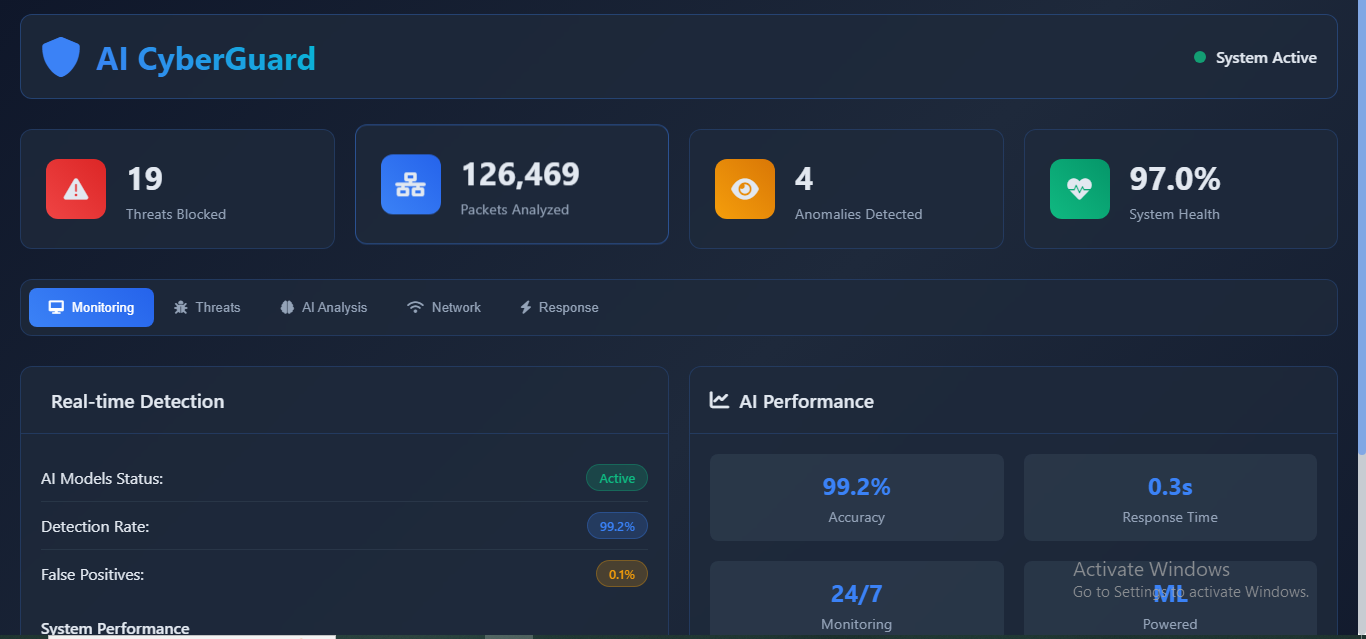 AI CyberGuard
System Active
19
Threats Blocked
126,469
Packets Analyzed
4
Anomalies Detected
97.0%
System Health
Monitoring
Threats
AI Analysis
Network
Response
Real-time Detection
AI Models Status:
Active
Detection Rate:
99.2%
False Positives:
0.1%
System Performance
AI Performance
99.2%
Accuracy
0.3s
Response Time
24/7
Monitoring
ML
Powered
Activate Windows
Go to Settings to activate Windows.